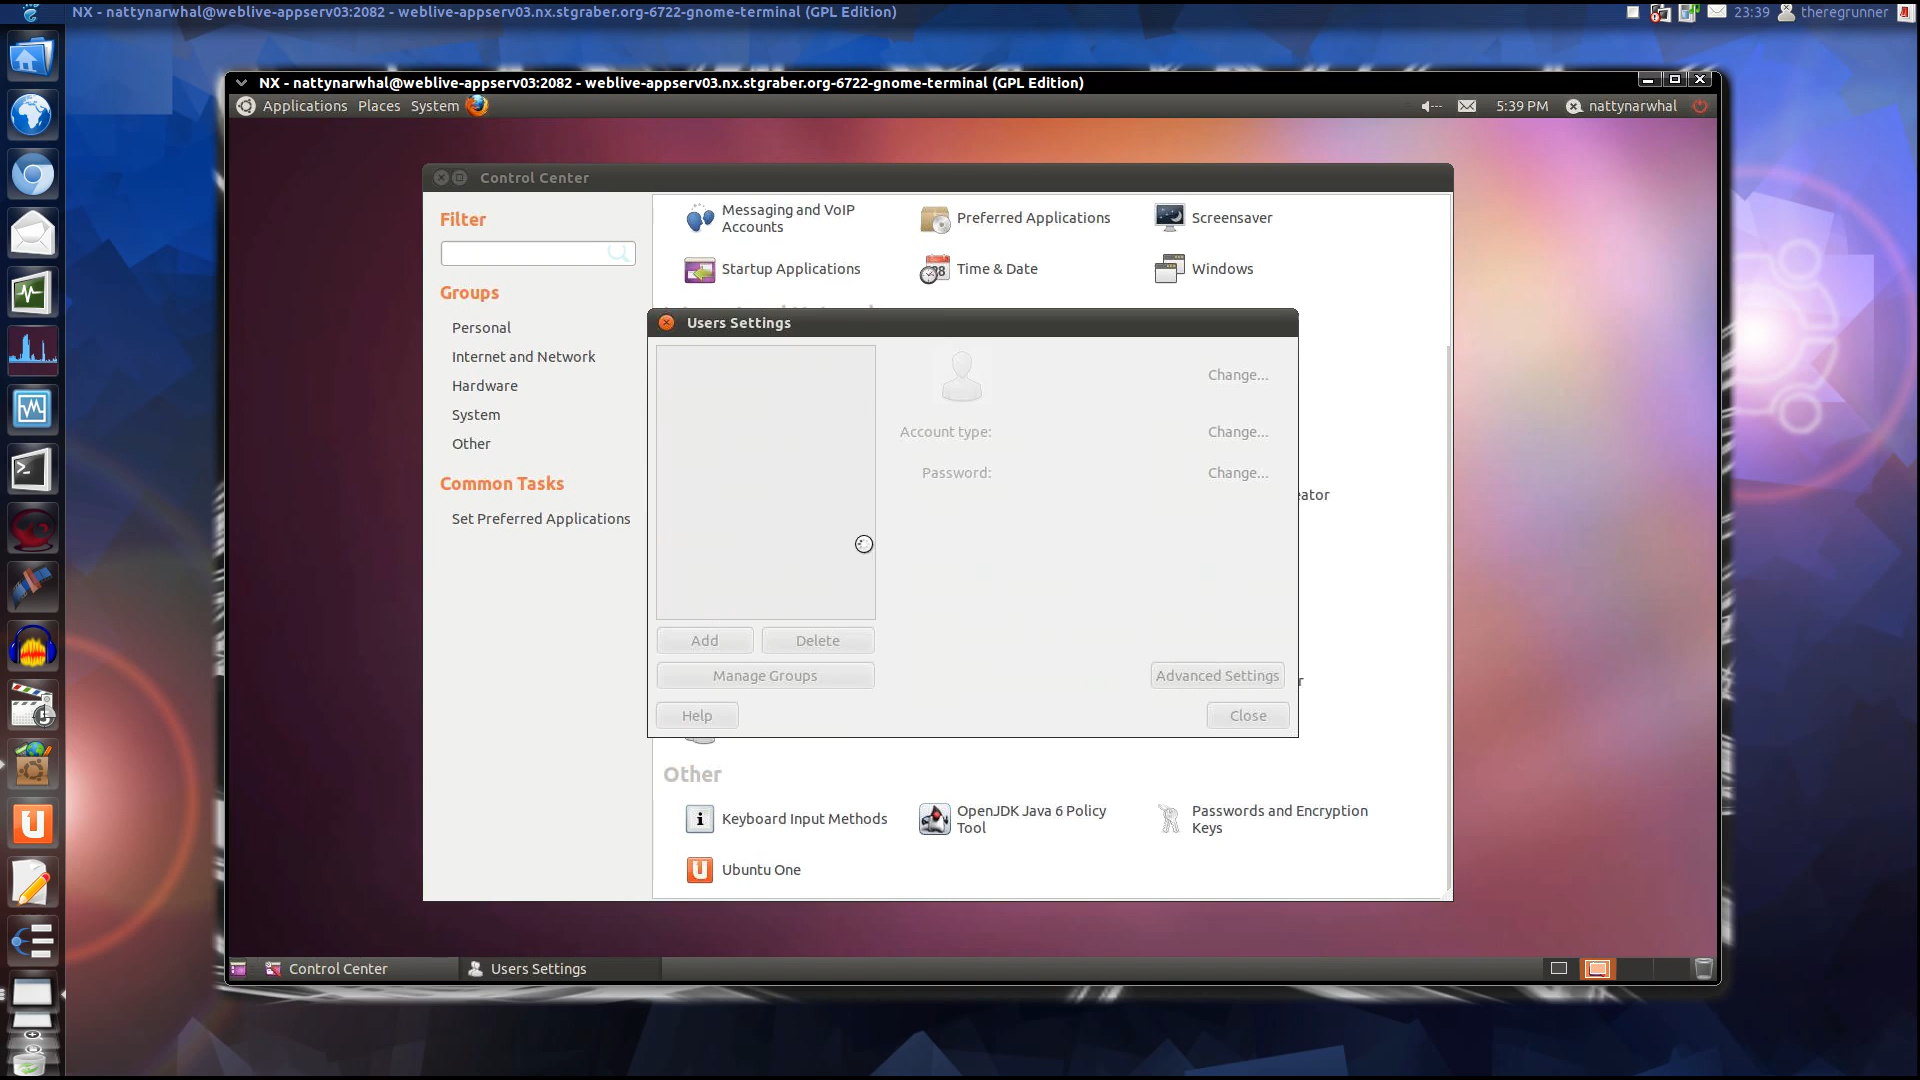 NX - nattynarwhal@weblive-appserv03:2082 - weblive-appserv03.nx.stgraber.org-6722-gnome-terminal (GPL Edition)
23:39 theregrunner
NX - nattynarwhal@weblive-appserv03:2082 - weblive-appserv03.nx.stgraber.org-6722-gnome-terminal (GPL Edition)
Applications Places System
5:39 PM nattynarwhal
Control Center
Filter
Groups
Personal
Internet and Network
Hardware
System
Other
Common Tasks
Set Preferred Applications
Messaging and VoIP
Accounts
Preferred Applications
Screensaver
Startup Applications
Time & Date
Windows
Users Settings
Change...
Account type:
Change...
Password:
Change...
eator
Add
Delete
Manage Groups
Advanced Settings
r
Help
Close
Other
Keyboard Input Methods
OpenJDK Java 6 Policy
Tool
Passwords and Encryption
Keys
Ubuntu One
Control Center
Users Settings